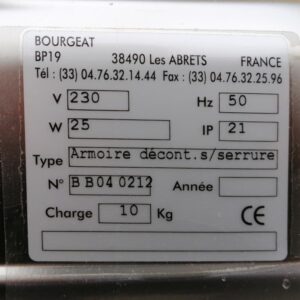 BOURGEAT
BP19 38490 Les ABRETS FRANCE
Tél : (33) 04.76.32.14.44 Fax : (33) 04.76.32.25.96
V 230 Hz 50
W 25 IP 21
Type Armoire décont.s/serrure
N° BB04 0212 Année
Charge 10 Kg CE